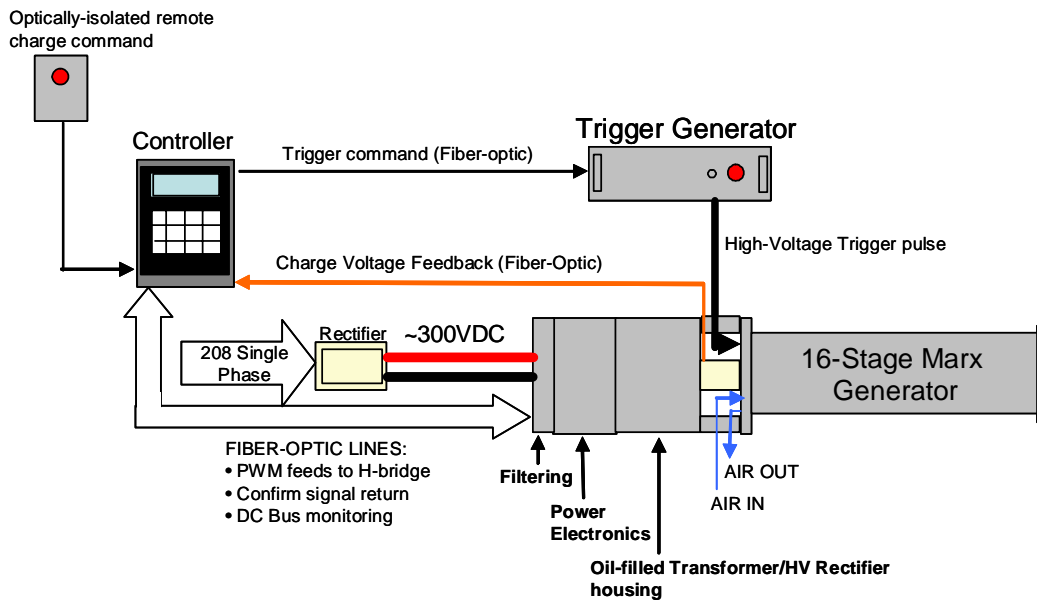 Optically-isolated remote
charge command
Controller
Trigger Generator
Trigger command (Fiber-optic)
High-Voltage Trigger pulse
Charge Voltage Feedback (Fiber-Optic)
208 Single
Phase
Rectifier
~300VDC
16-Stage Marx
Generator
FIBER-OPTIC LINES:
• PWM feeds to H-bridge
• Confirm signal return
• DC Bus monitoring
Filtering
Power
Electronics
Oil-filled Transformer/HV Rectifier
housing
AIR OUT
AIR IN